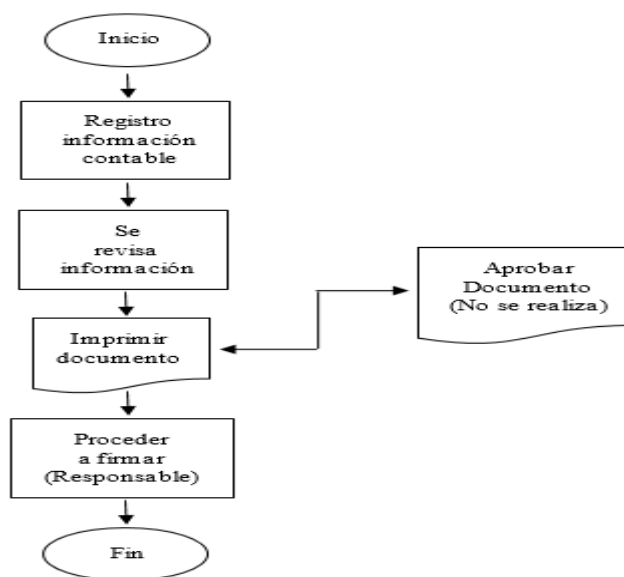 Inicio
Registro
información
contable
Se
revisa
información
Imprimir
documento
Aprobar
Documento
(No se realiza)
Proceder
a firmar
(Responsable)
Fin